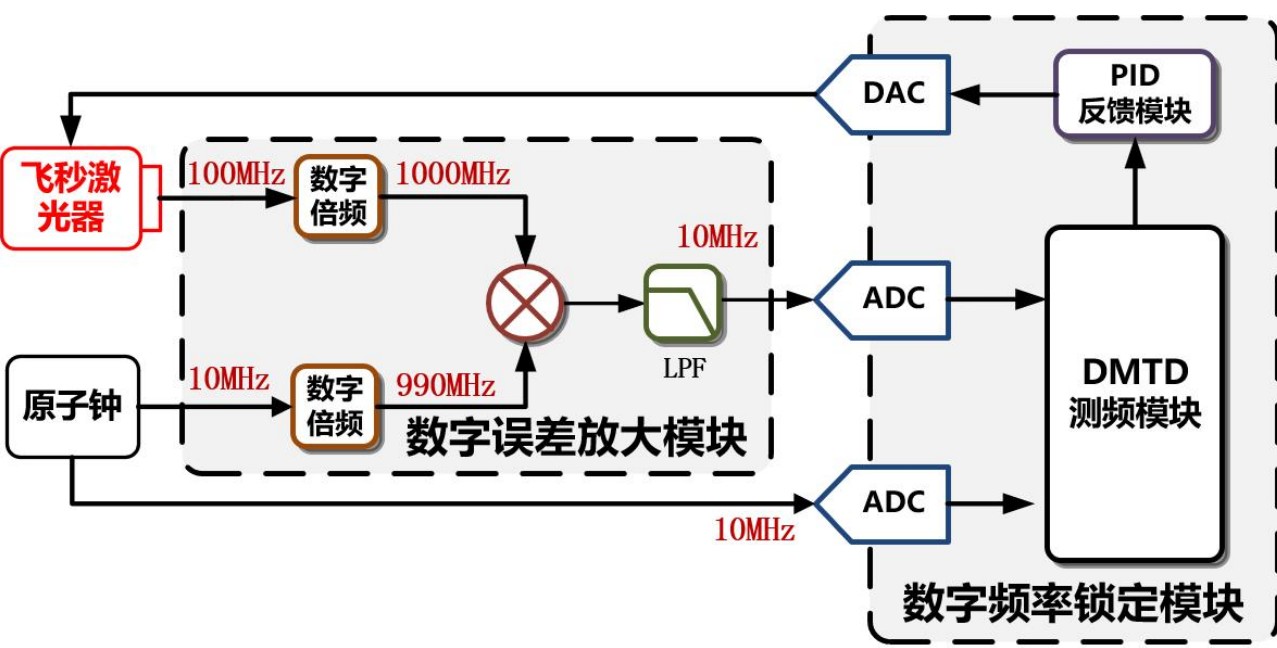 DAC
PID
反馈模块
飞秒激
光器
100MHz
数字
倍频
1000MHz
10MHz
ADC
LPF
DMTD
测频模块
原子钟
10MHz
数字
倍频
990MHz
数字误差放大模块
ADC
10MHz
数字频率锁定模块